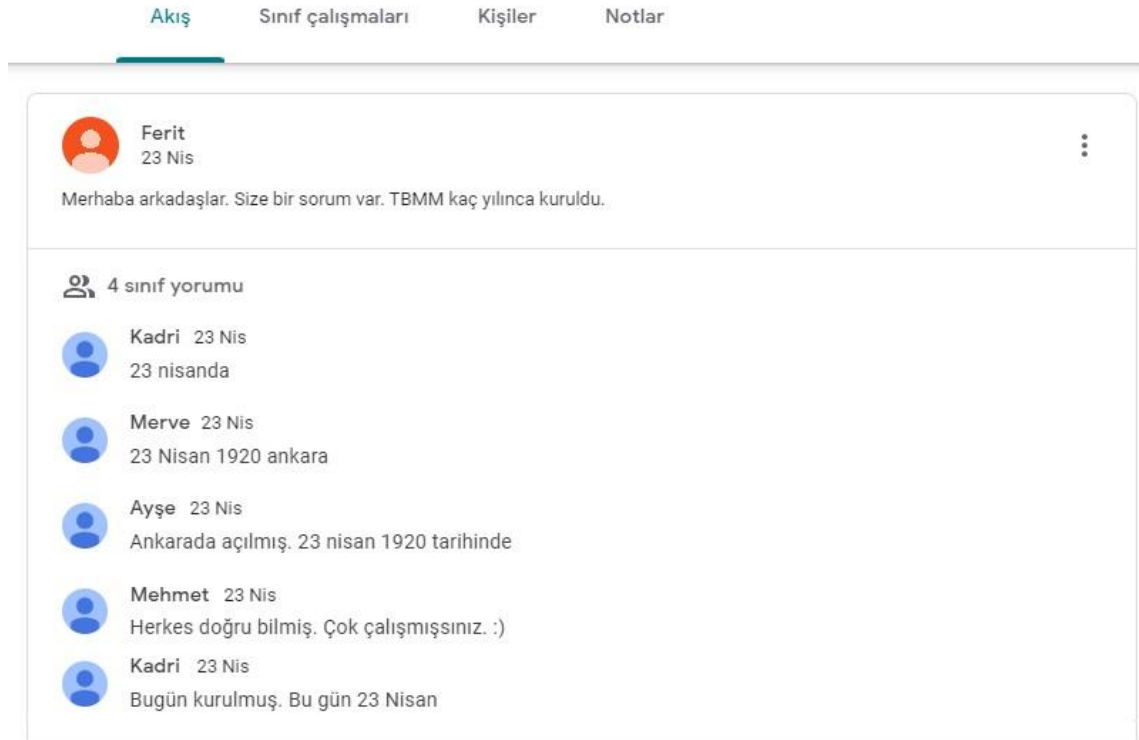 Akış Sınıf çalışmaları Kişiler Notlar
Ferit
23 Nis
Merhaba arkadaşlar. Size bir sorum var. TBMM kaç yılınca kuruldu.
4 sınıf yorumu
Kadri 23 Nis
23 nisanda
Merve 23 Nis
23 Nisan 1920 ankara
Ayşe 23 Nis
Ankarada açılmış. 23 nisan 1920 tarihinde
Mehmet 23 Nis
Herkes doğru bilmiş. Çok çalışmışsınız. :)
Kadri 23 Nis
Bugün kurulmuş. Bu gün 23 Nisan